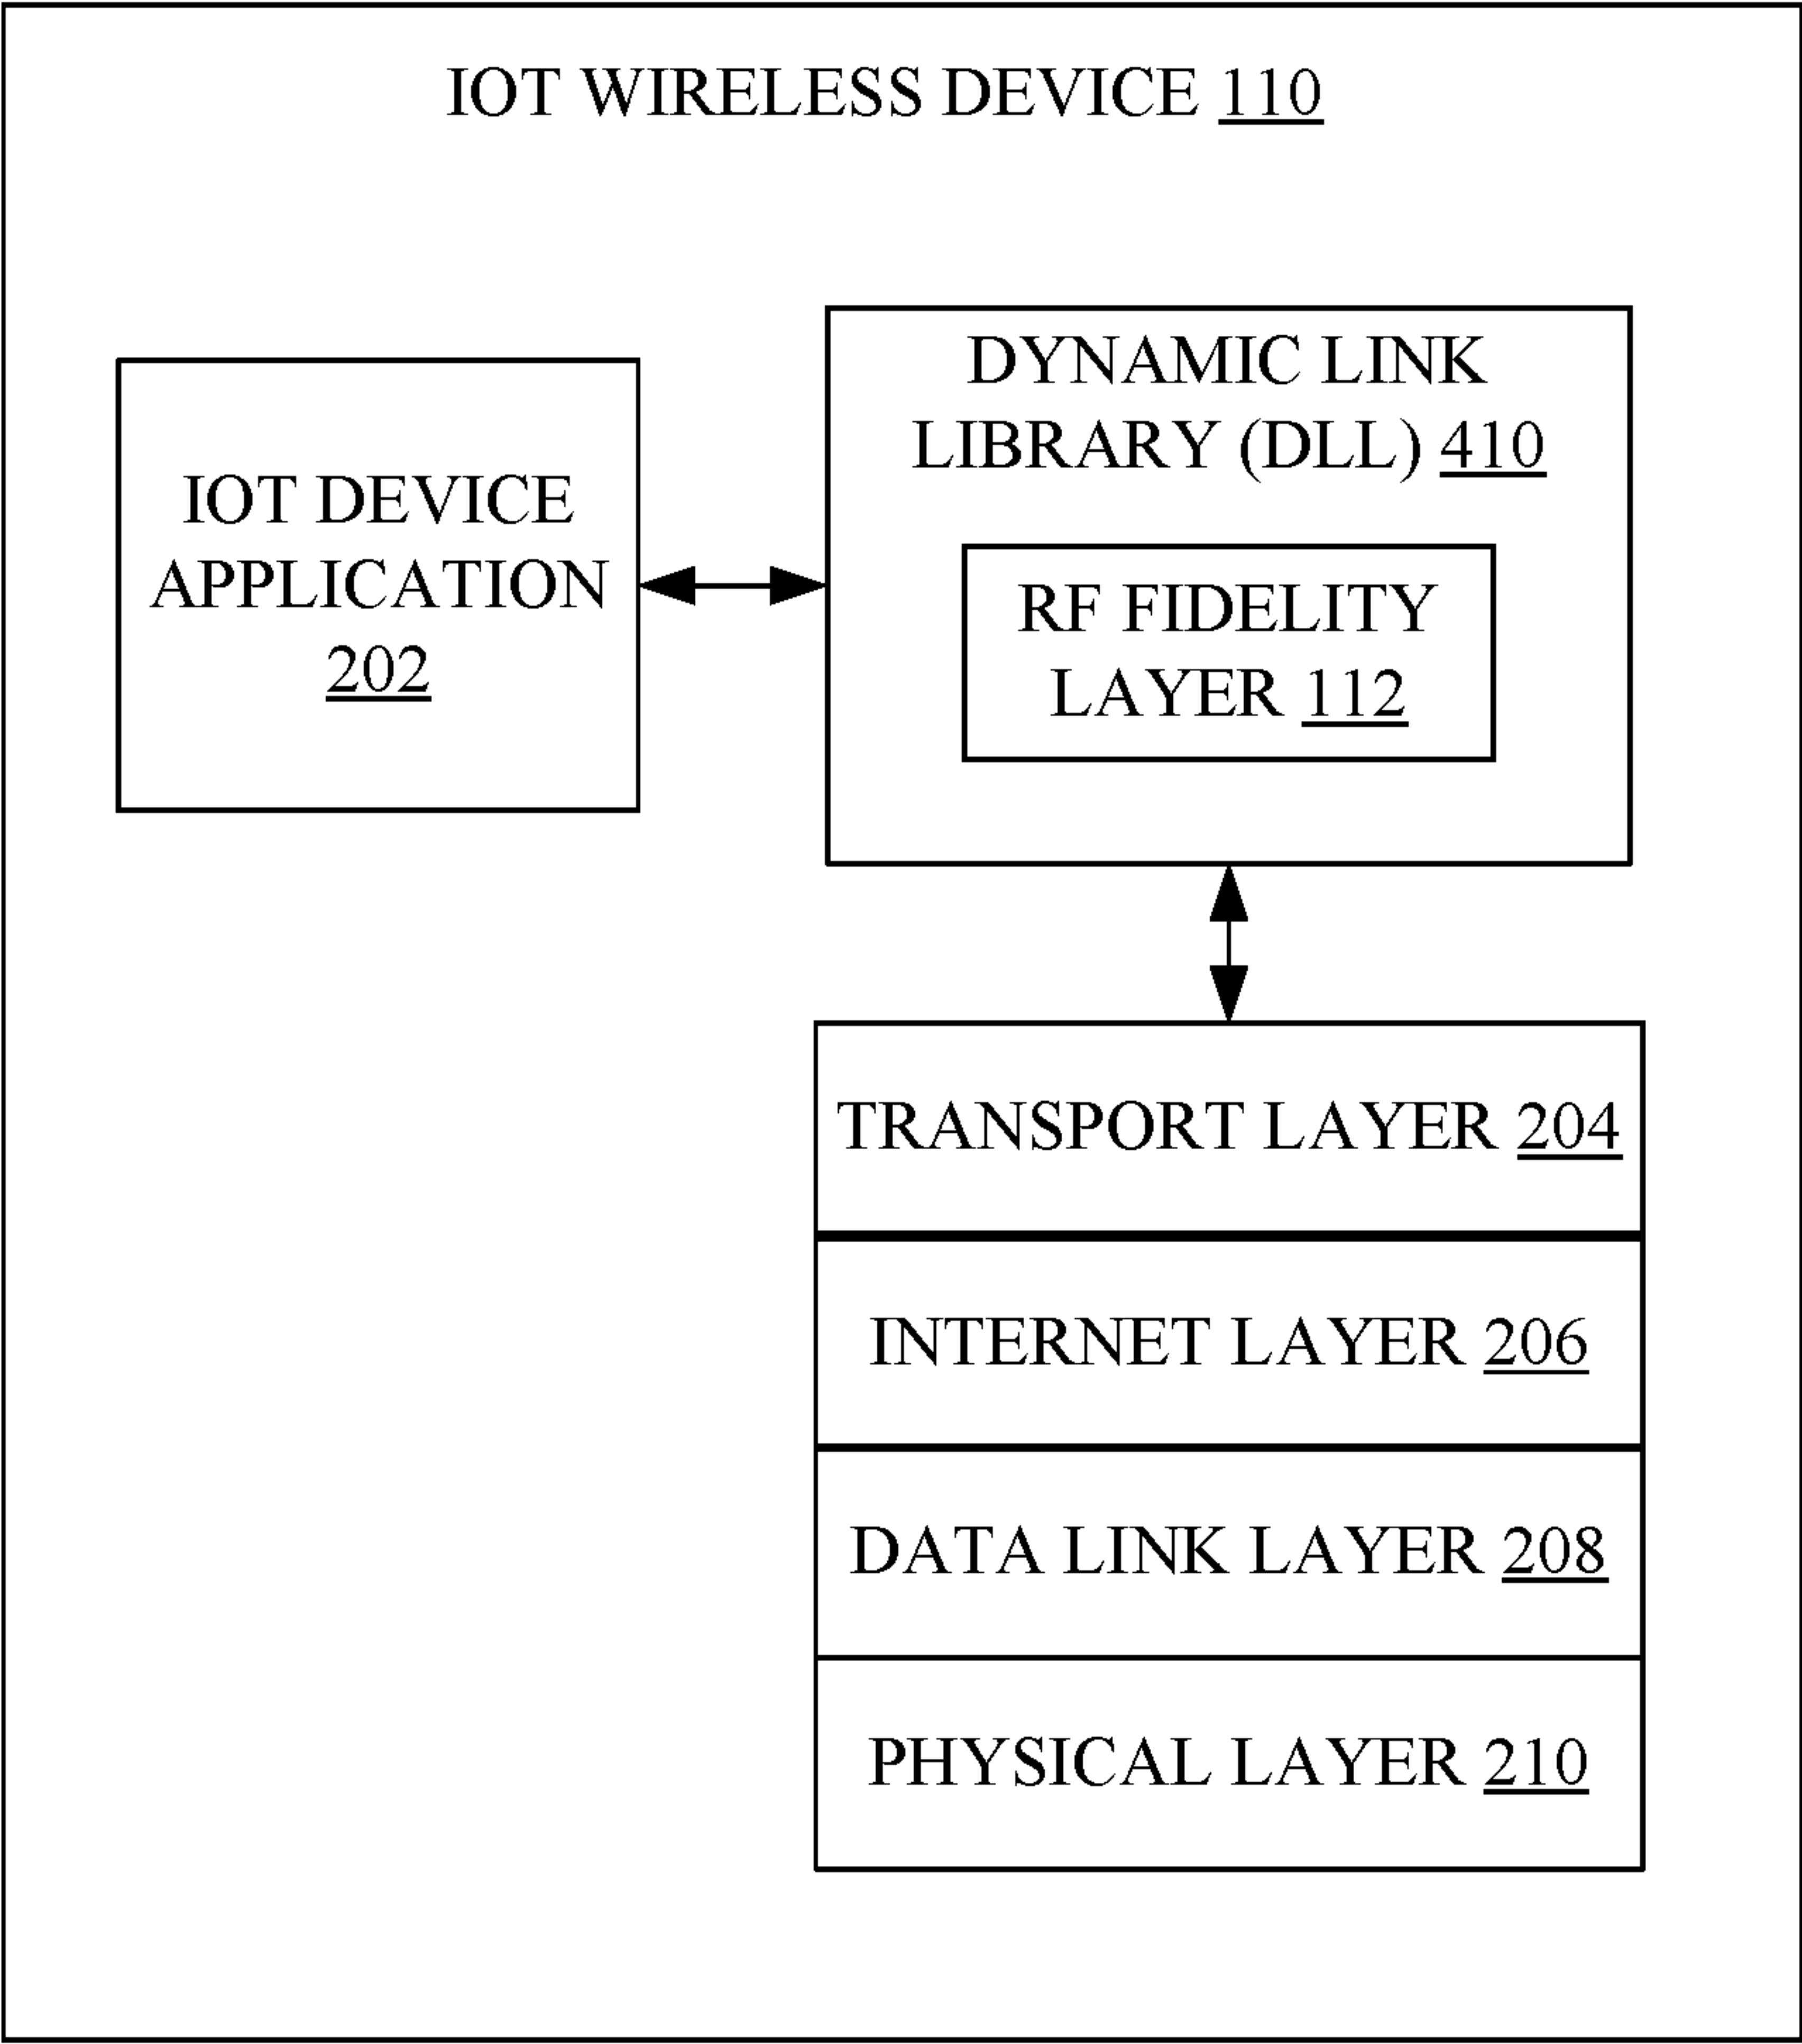 IOT WIRELESS DEVICE 110
IOT DEVICE
APPLICATION
202
DYNAMIC LINK
LIBRARY (DLL) 410
RF FIDELITY
LAYER 112
TRANSPORT LAYER 204
INTERNET LAYER 206
DATA LINK LAYER 208
PHYSICAL LAYER 210